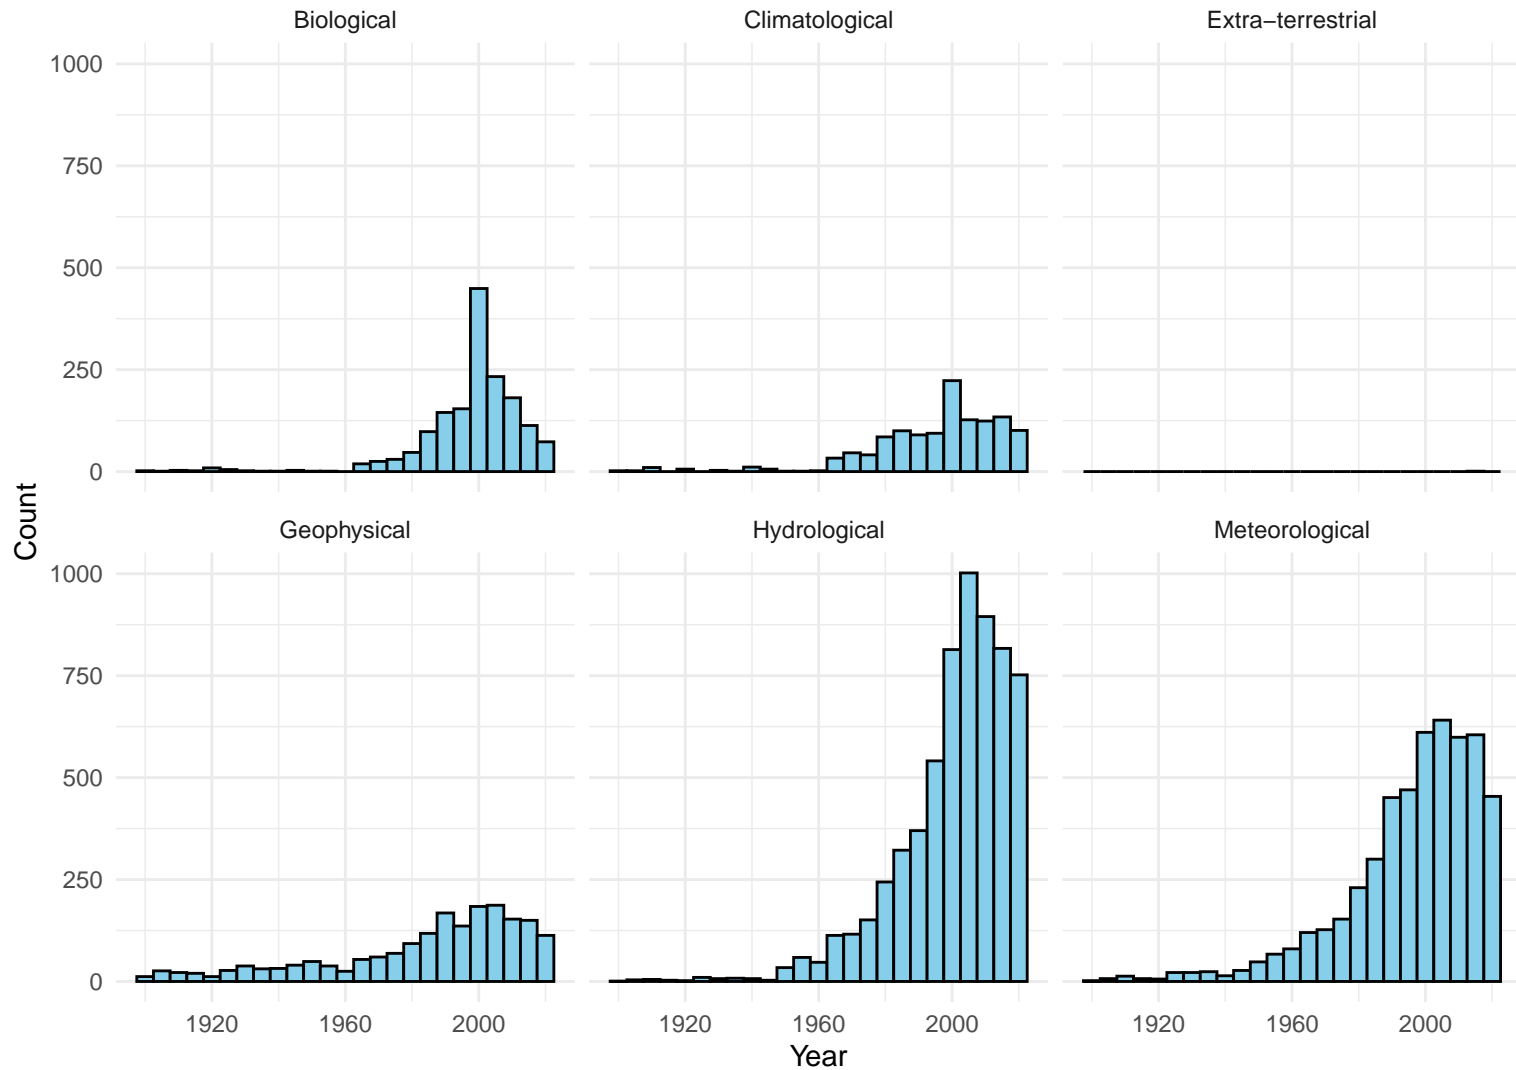 Biological Climatological Extra−terrestrial
1000
750
500
250
0
Count
Geophysical Hydrological Meteorological
1000
750
500
250
0
1920 1960 2000 1920 1960 2000 1920 1960 2000
Year